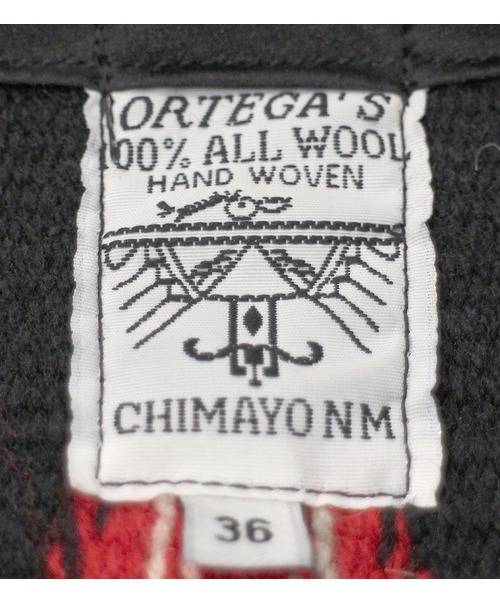 ORTEGA'S
100% ALL WOOL
HAND WOVEN
CHIMAYO NM
36